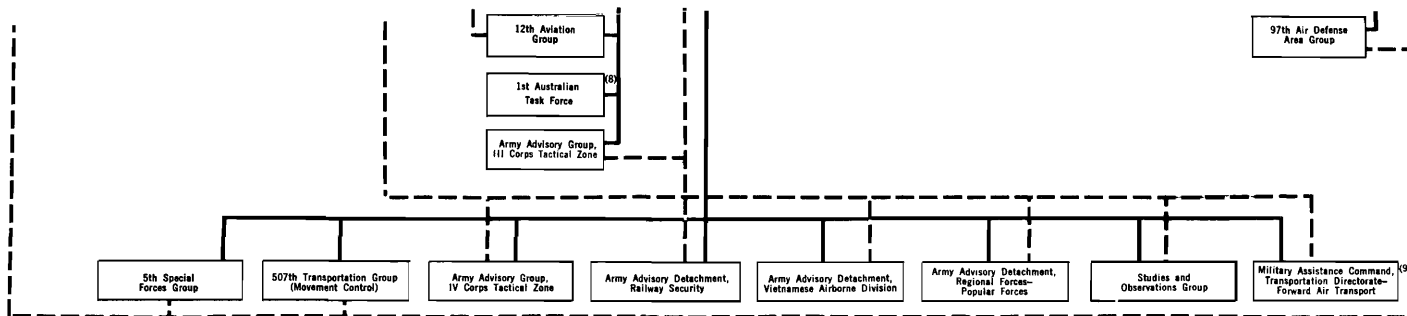 12th Aviation
Group
97th Air Defense
Area Group
(8)
1st Australian
Task Force
Army Advisory Group,
III Corps Tactical Zone
5th Special
Forces Group
507th Transportation Group
(Movement Control)
Army Advisory Group,
IV Corps Tactical Zone
Army Advisory Detachment,
Railway Security
Army Advisory Detachment,
Vietnamese Airborne Division
Army Advisory Detachment,
Regional Forces–
Popular Forces
Studies and
Observations Group
Military Assistance Command,
Transportation Directorate–
Forward Air Transport
(9